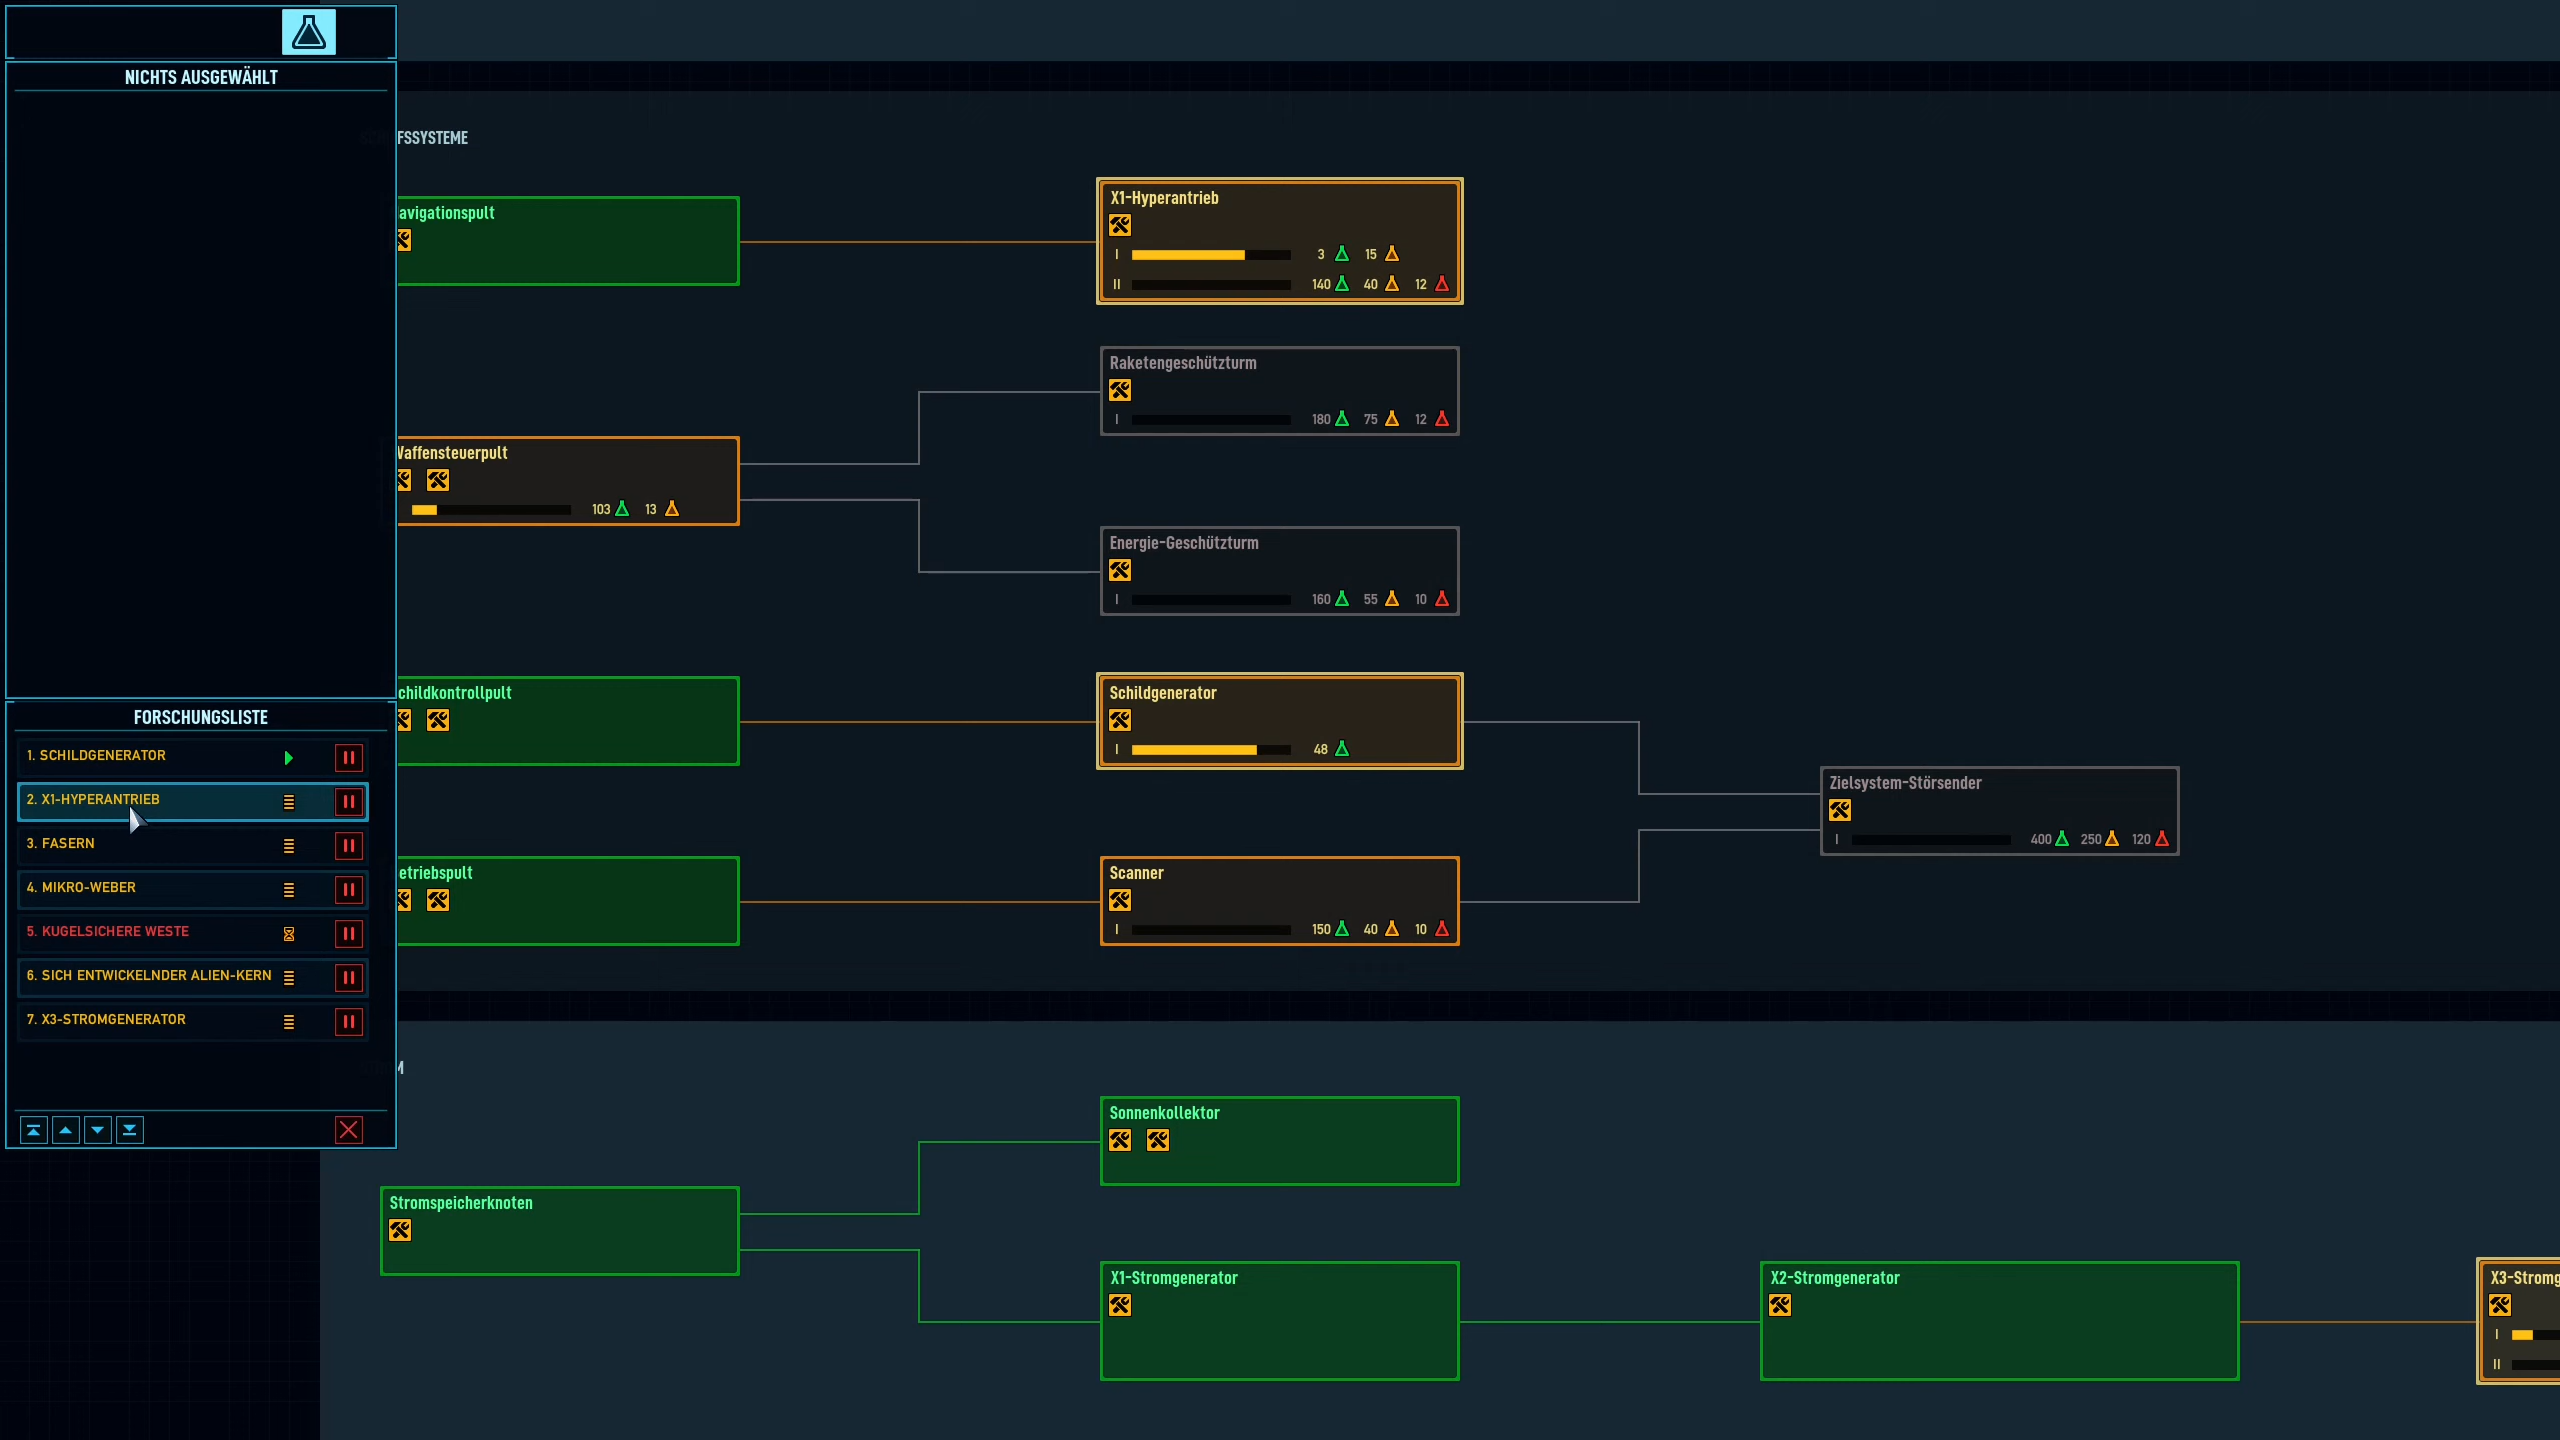 NICHTS AUSGEWÄHLT
FORSCHUNGSLISTE
1. SCHILDGENERATOR
2. X1-HYPERANTRIEB
3. FASERN
4. MIKRO-WEBER
5. KUGELSICHERE WESTE
6. SICH ENTWICKELNDER ALIEN-KERN
7. X3-STROMGENERATOR
FSSYSTEME
avigationspult
X1-Hyperantrieb
I 3 15
II 140 40 12
Raketengeschützturm
I 180 75 12
Waffensteuerpult
103 13
Energie-Geschützturm
I 160 55 10
childkontrollpult
Schildgenerator
I 48
Zielsystem-Störsender
I 400 250 120
etriebspult
Scanner
I 150 40 10
M
Sonnenkollektor
Stromspeicherknoten
X1-Stromgenerator
X2-Stromgenerator
X3-Stromg
I
II